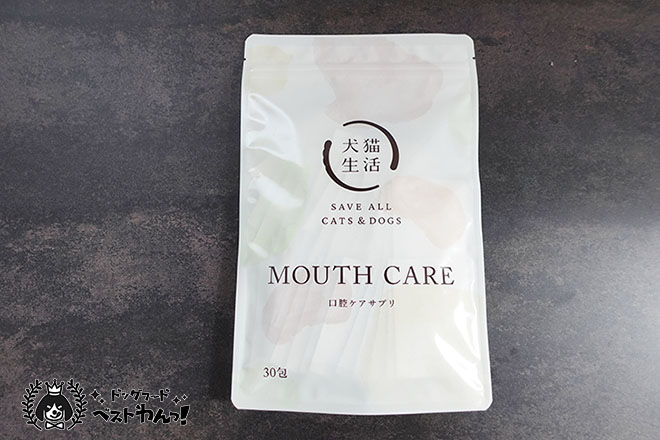 犬猫
生活
SAVE ALL
CATS & DOGS
MOUTH CARE
口腔ケアサプリ
30包
ドッグフード
ベストわんっ!